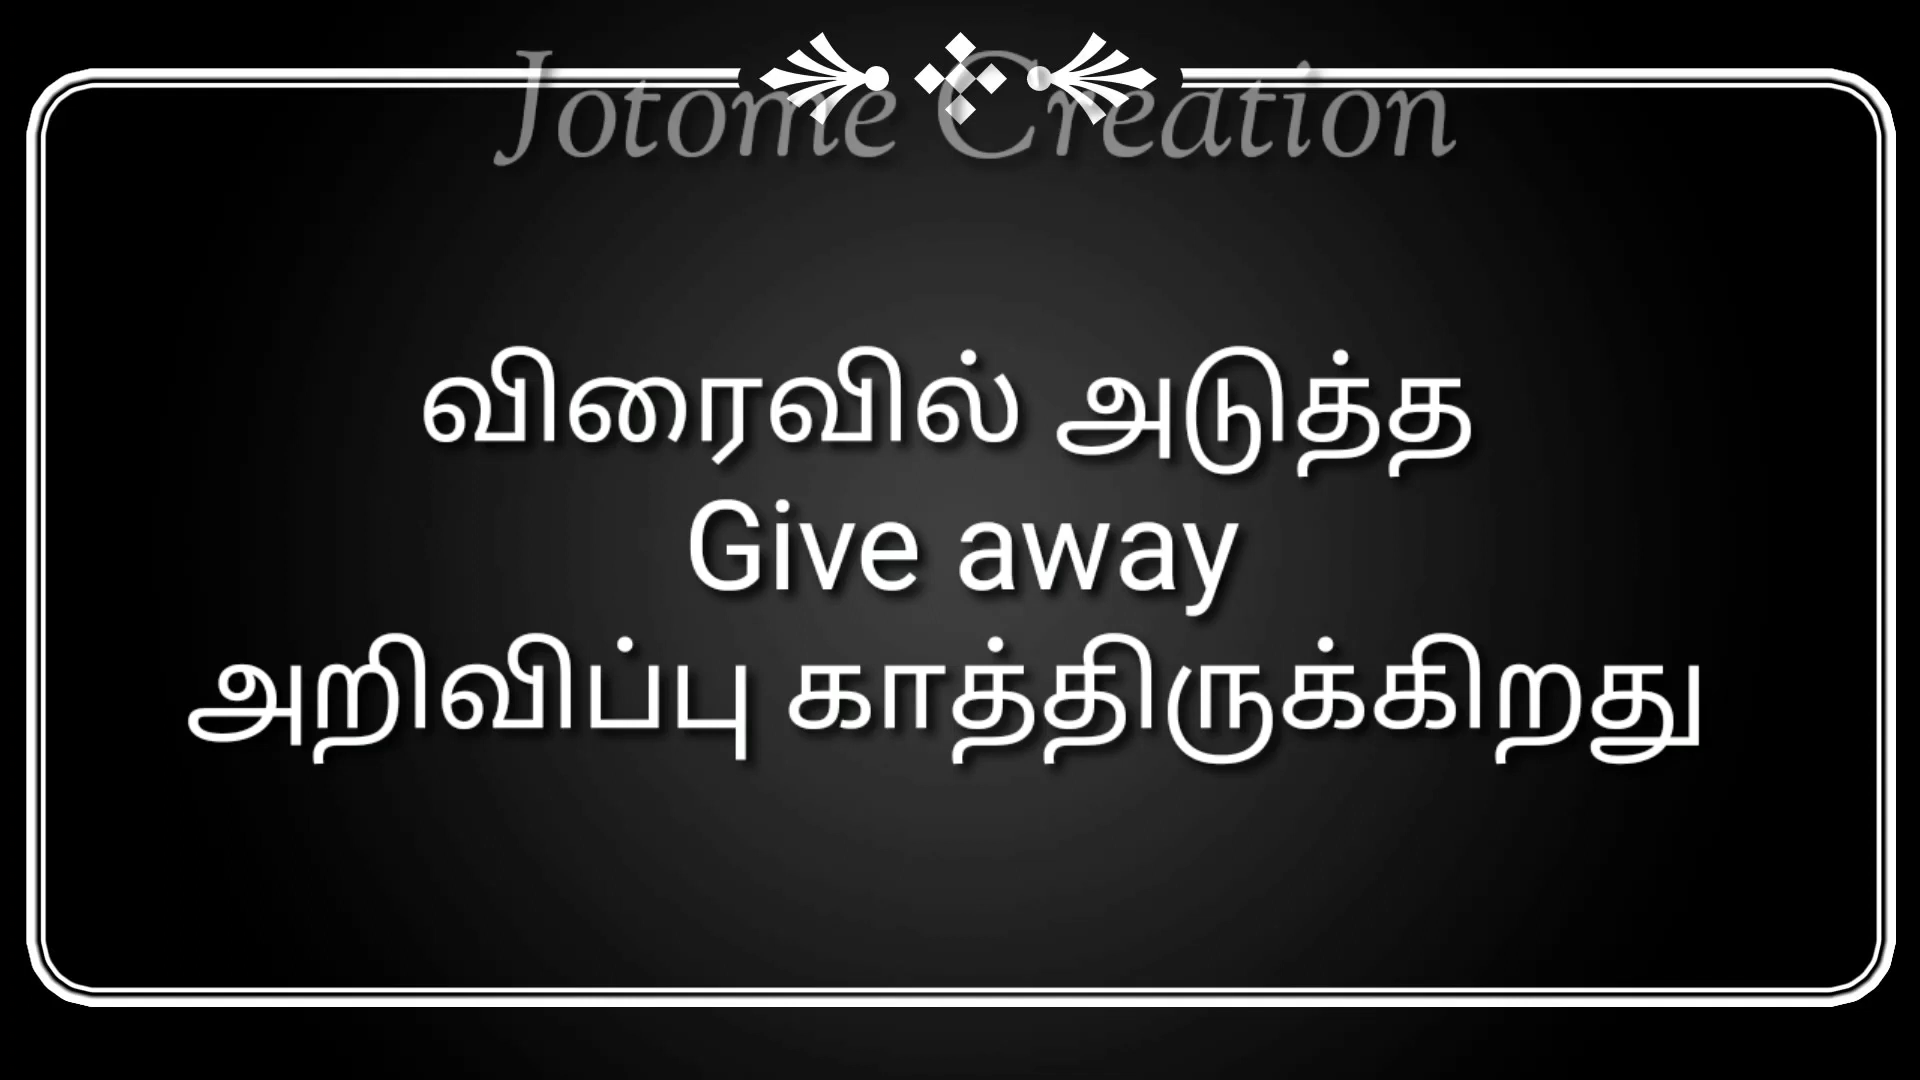 Jotome Creation
விரைவில் அடுத்த
Give away
அறிவிப்பு காத்திருக்கிறது